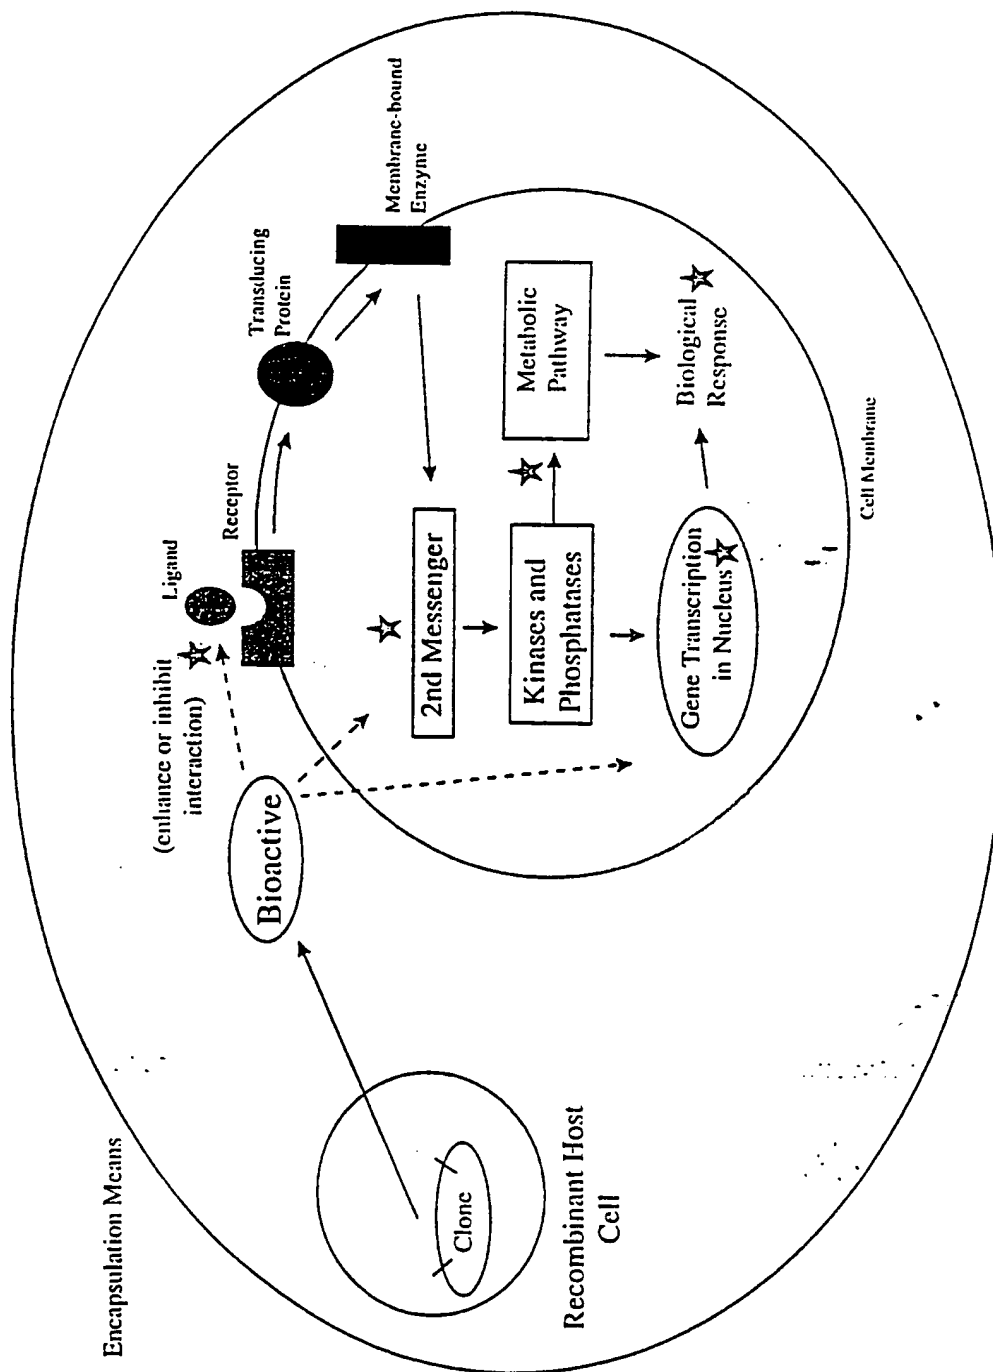 Encapsulation Means
(enhance or inhibit
interaction)
Ligand
Receptor
Transducing
Protein
Membrane-bound
Enzyme
Bioactive
2nd Messenger
Kinases and
Phosphatases
Metabolic
Pathway
Gene Transcription
in Nucleus
Biological
Response
Cell Membrane
Clone
Recombinant Host
Cell